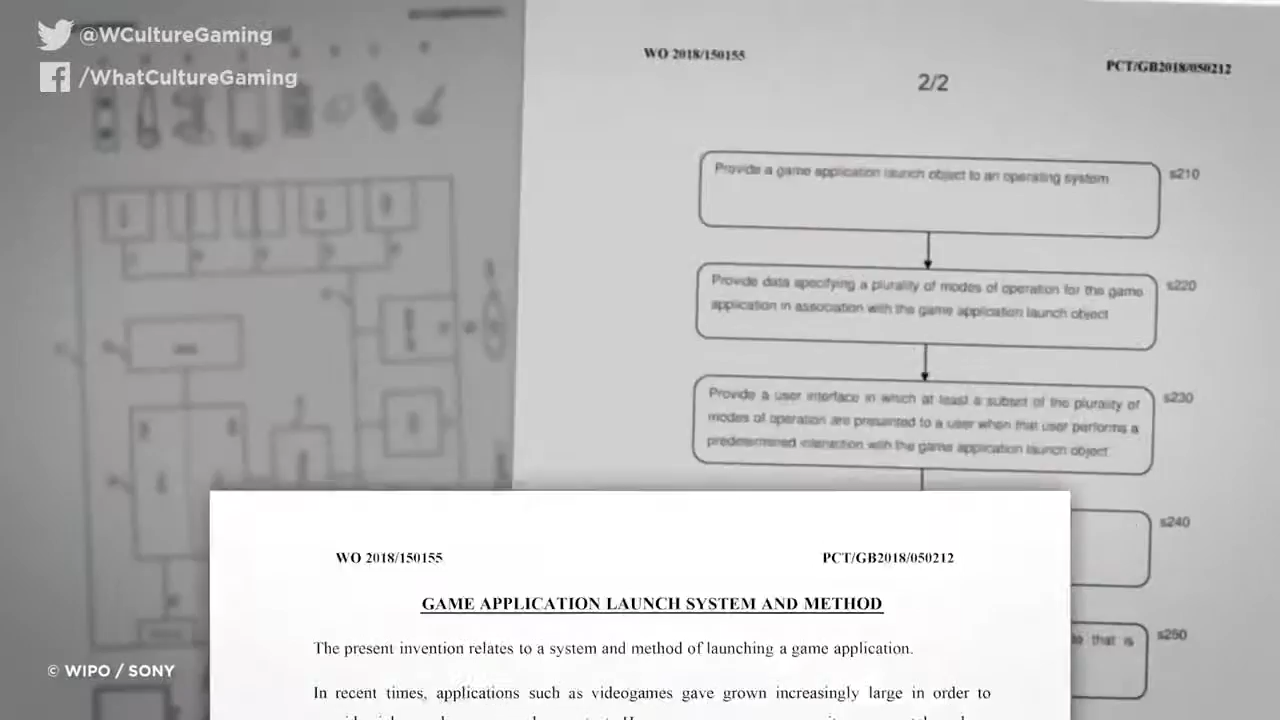 @WCultureGaming
/WhatCultureGaming
WO 2018/150155
PCT/GB2018/050212
2/2
Provide a game application launch object to an operating system
s210
Provide data specifying a plurality of modes of operation for the game
application in association with the game application launch object
s220
Provide a user interface in which at least a subset of the plurality of
modes of operation are presented to a user when that user performs a
predetermined interaction with the game application launch object
s230
s240
that is
s250
WO 2018/150155
PCT/GB2018/050212
GAME APPLICATION LAUNCH SYSTEM AND METHOD
The present invention relates to a system and method of launching a game application.
In recent times, applications such as videogames gave grown increasingly large in order to
© WIPO / SONY